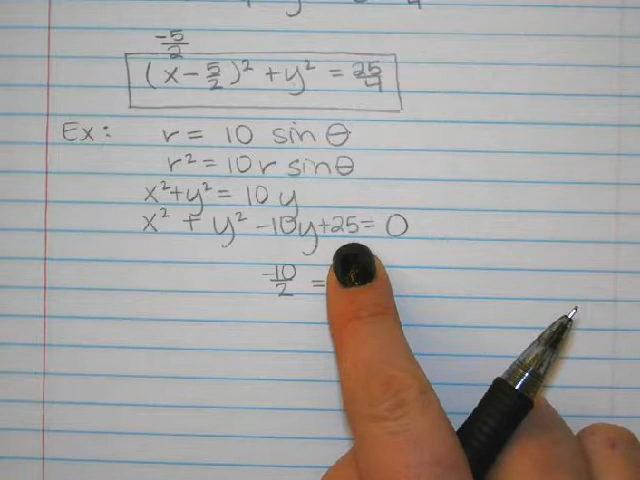 -5/2
(x - 5/2)² + y² = 25/4
Ex: r = 10 sin θ
r² = 10 r sin θ
x² + y² = 10y
x² + y² - 10y + 25 = 0
-10/2 =